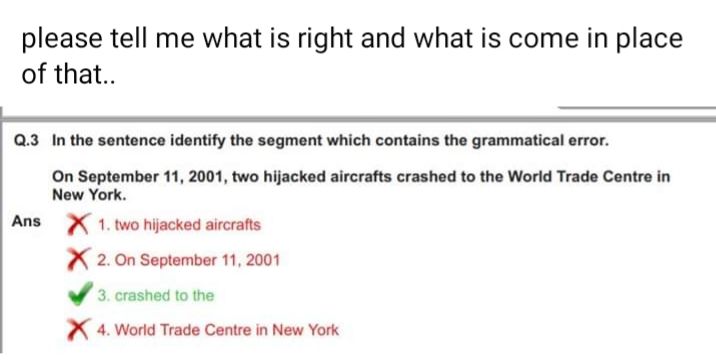 please tell me what is right and what is come in place
of that..
Q.3 In the sentence identify the segment which contains the grammatical error.
On September 11, 2001, two hijacked aircrafts crashed to the World Trade Centre in
New York.
Ans 1. two hijacked aircrafts
2. On September 11, 2001
3. crashed to the
4. World Trade Centre in New York